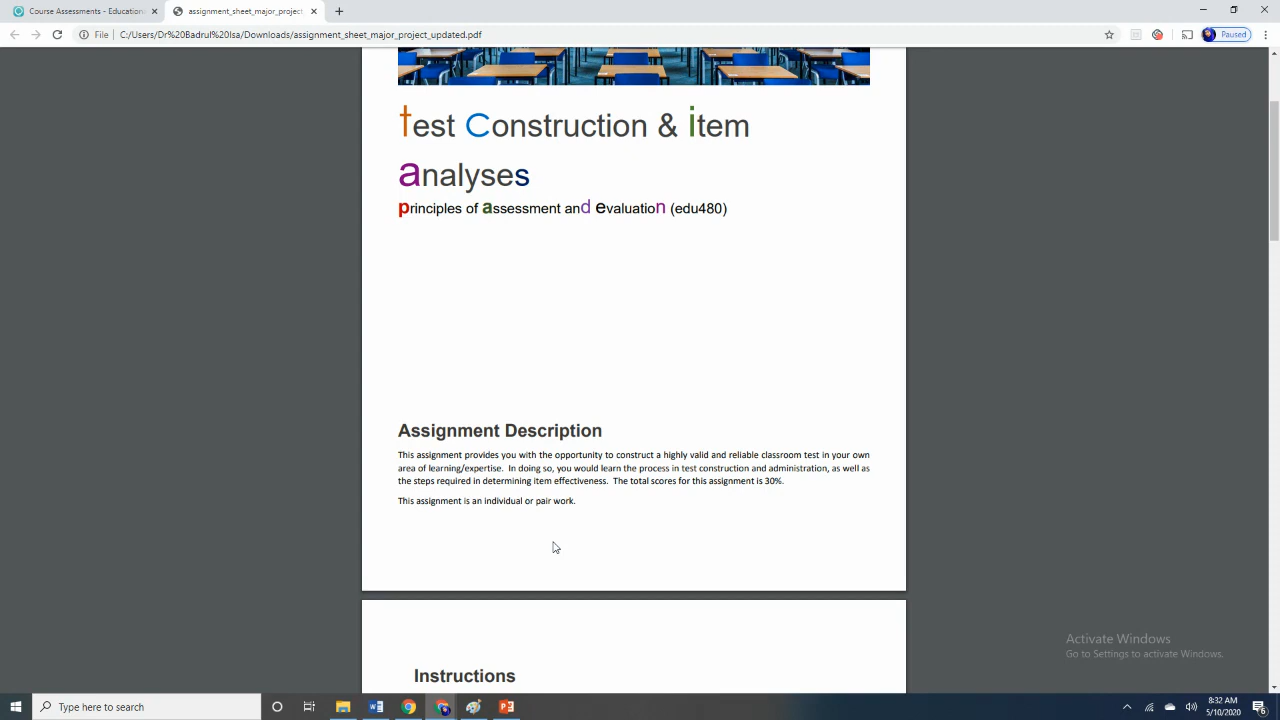 Course Assessments - Education
assignment_sheet_major_project
File
C:/Users/Dr%20Badrul%20Isa/Downloads/assignment_sheet_major_project_updated.pdf
Paused
test Construction & item
analyses
principles of assessment and evaluation (edu480)
Assignment Description
This assignment provides you with the opportunity to construct a highly valid and reliable classroom test in your own
area of learning/expertise. In doing so, you would learn the process in test construction and administration, as well as
the steps required in determining item effectiveness. The total scores for this assignment is 30%.
This assignment is an individual or pair work.
Instructions
Activate Windows
Go to Settings to activate Windows.
Type here to search
8:32 AM
5/10/2020
6